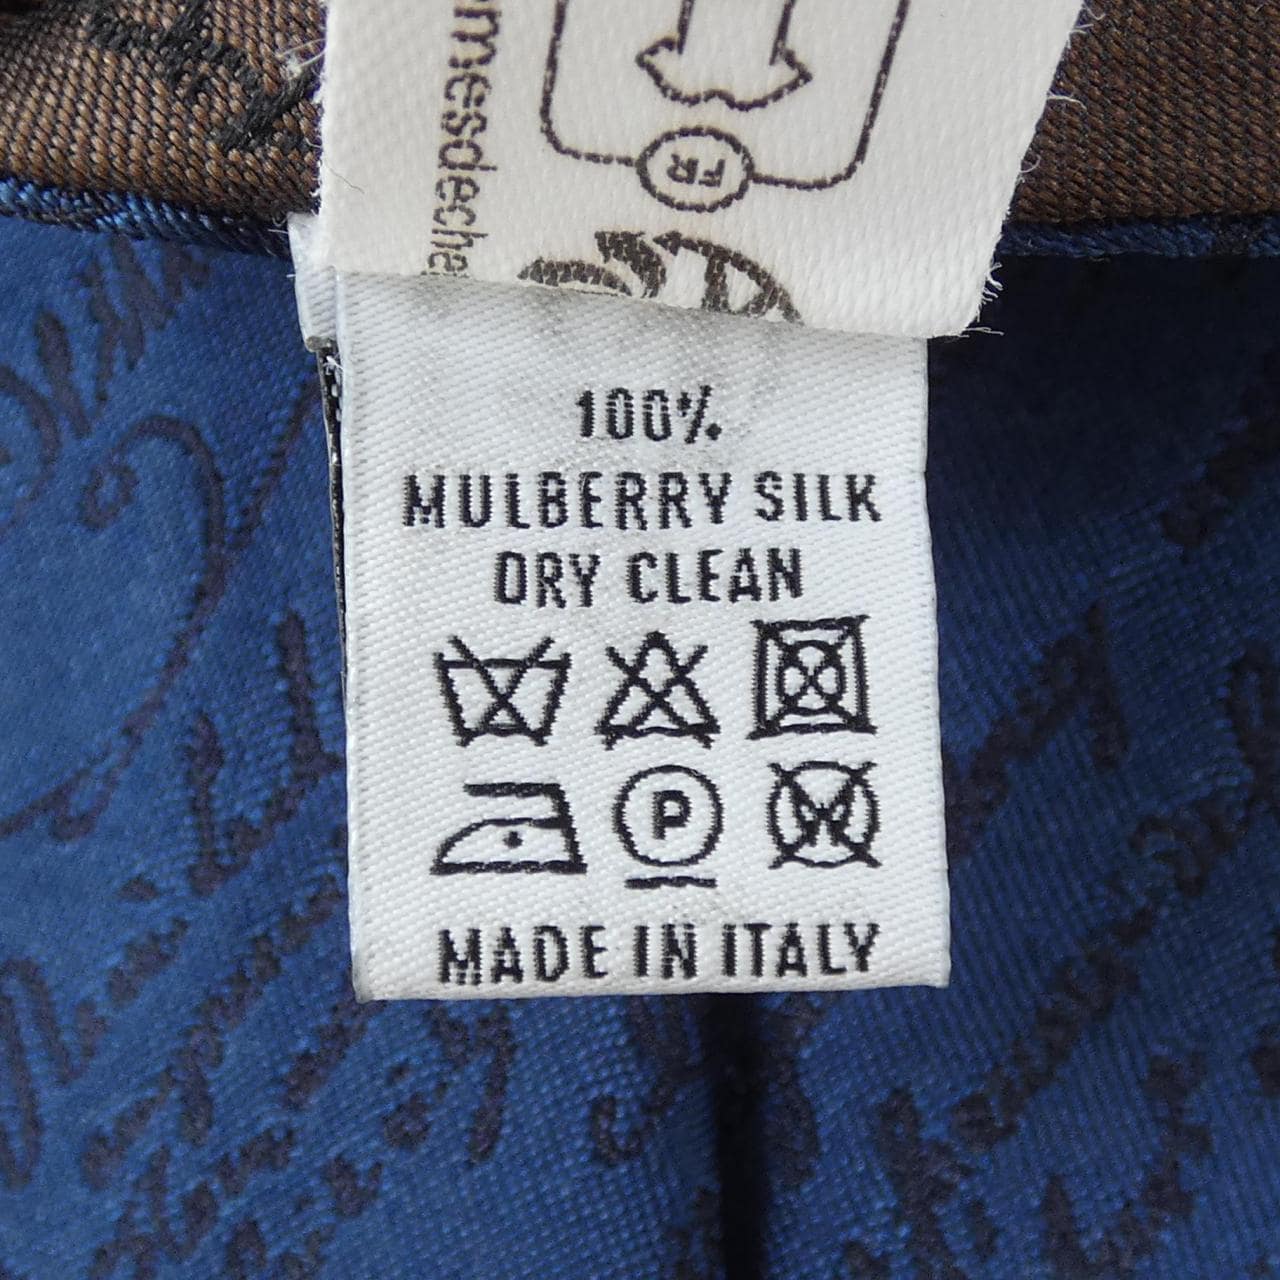 FR
100%
MULBERRY SILK
DRY CLEAN
P
MADE IN ITALY